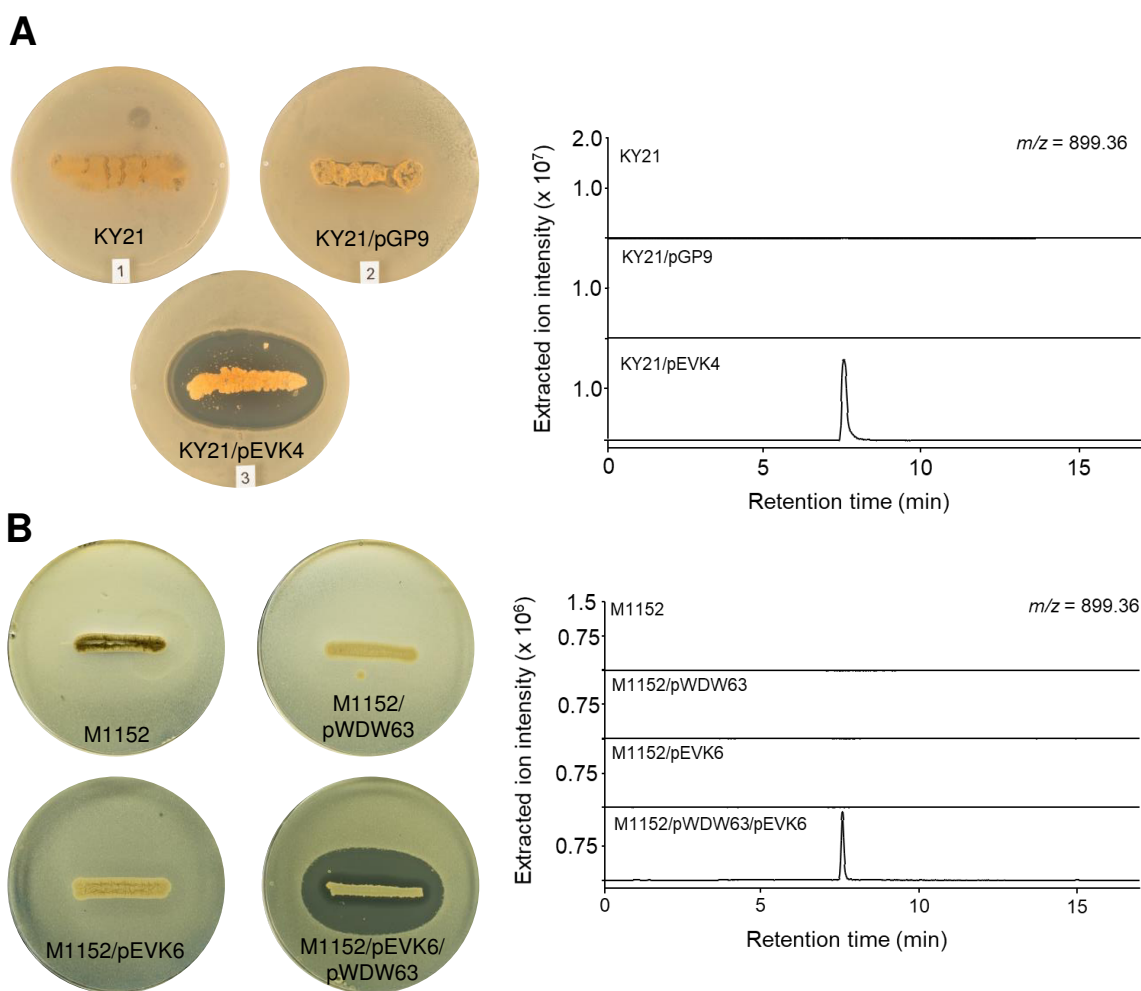 A
KY21
1
KY21/pGP9
2
KY21/pEVK4
3
Extracted ion intensity (x 10⁷)
2.0
KY21
m/z = 899.36
1.0
KY21/pGP9
1.0
KY21/pEVK4
1.0
0
5
10
15
Retention time (min)
B
M1152
M1152/
pWDW63
M1152/pEVK6
M1152/pEVK6/
pWDW63
Extracted ion intensity (x 10⁶)
1.5
M1152
m/z = 899.36
0.75
M1152/pWDW63
0.75
M1152/pEVK6
0.75
M1152/pWDW63/pEVK6
0.75
0
5
10
15
Retention time (min)